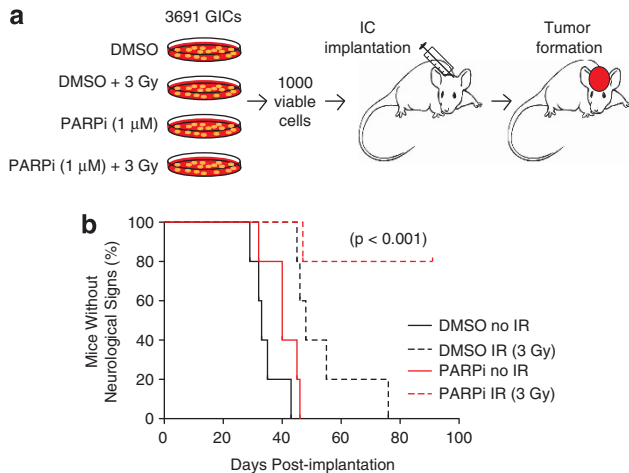 a
3691 GICs
DMSO
DMSO + 3 Gy
PARPi (1 μM)
PARPi (1 μM) + 3 Gy
1000
viable
cells
IC
implantation
Tumor
formation
b
Mice Without
Neurological Signs (%)
100
80
60
40
20
0
(p < 0.001)
DMSO no IR
DMSO IR (3 Gy)
PARPi no IR
PARPi IR (3 Gy)
0
20
40
60
80
100
Days Post-implantation